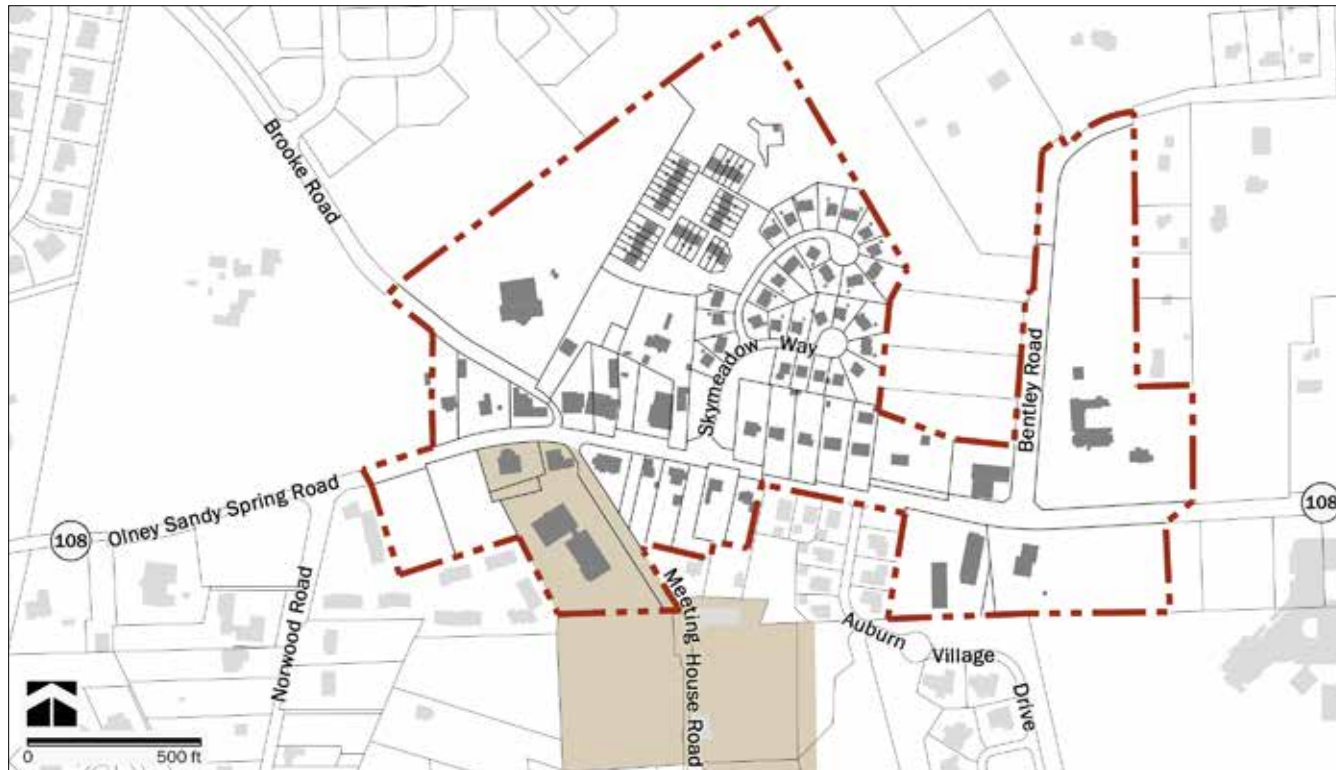 Brooke Road
Skymeadow Way
Bentley Road
108
Olney Sandy Spring Road
108
Norwood Road
Meeting House Road
Auburn Village Drive
0
500 ft